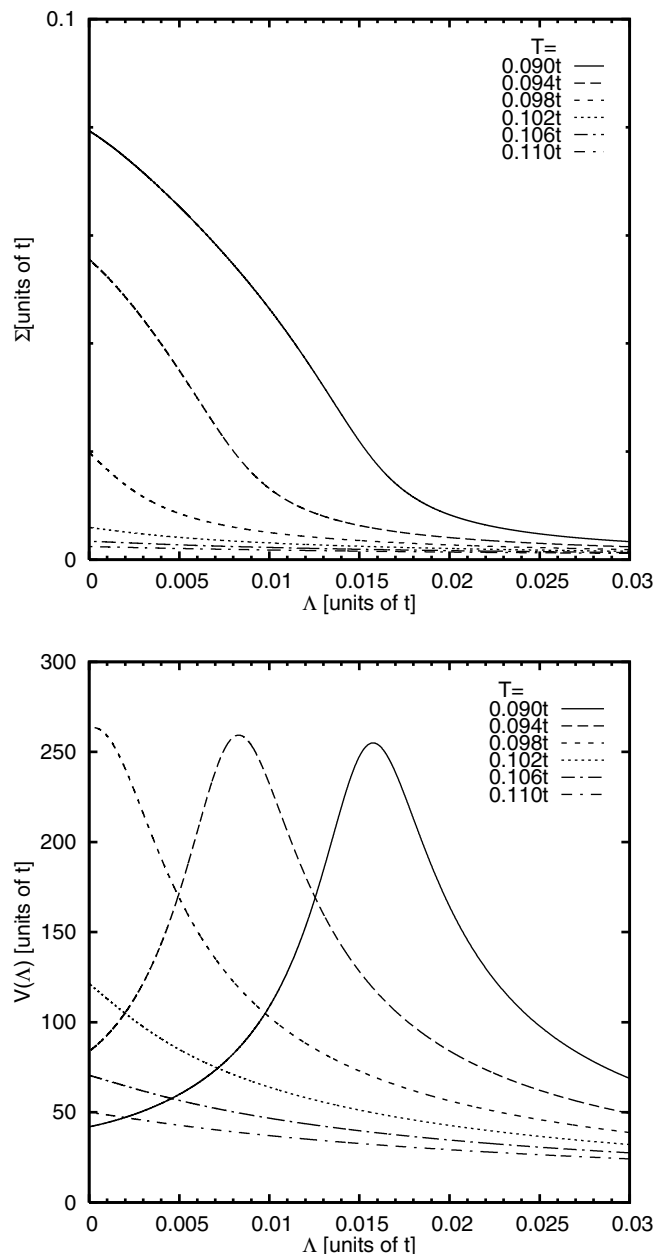 0.1
T=
0.090t
0.094t
0.098t
0.102t
0.106t
0.110t
Σ[units of t]
0
0 0.005 0.01 0.015 0.02 0.025 0.03
Λ [units of t]
300
T=
0.090t
0.094t
0.098t
0.102t
0.106t
0.110t
250
200
V(Λ) [units of t]
150
100
50
0
0 0.005 0.01 0.015 0.02 0.025 0.03
Λ [units of t]